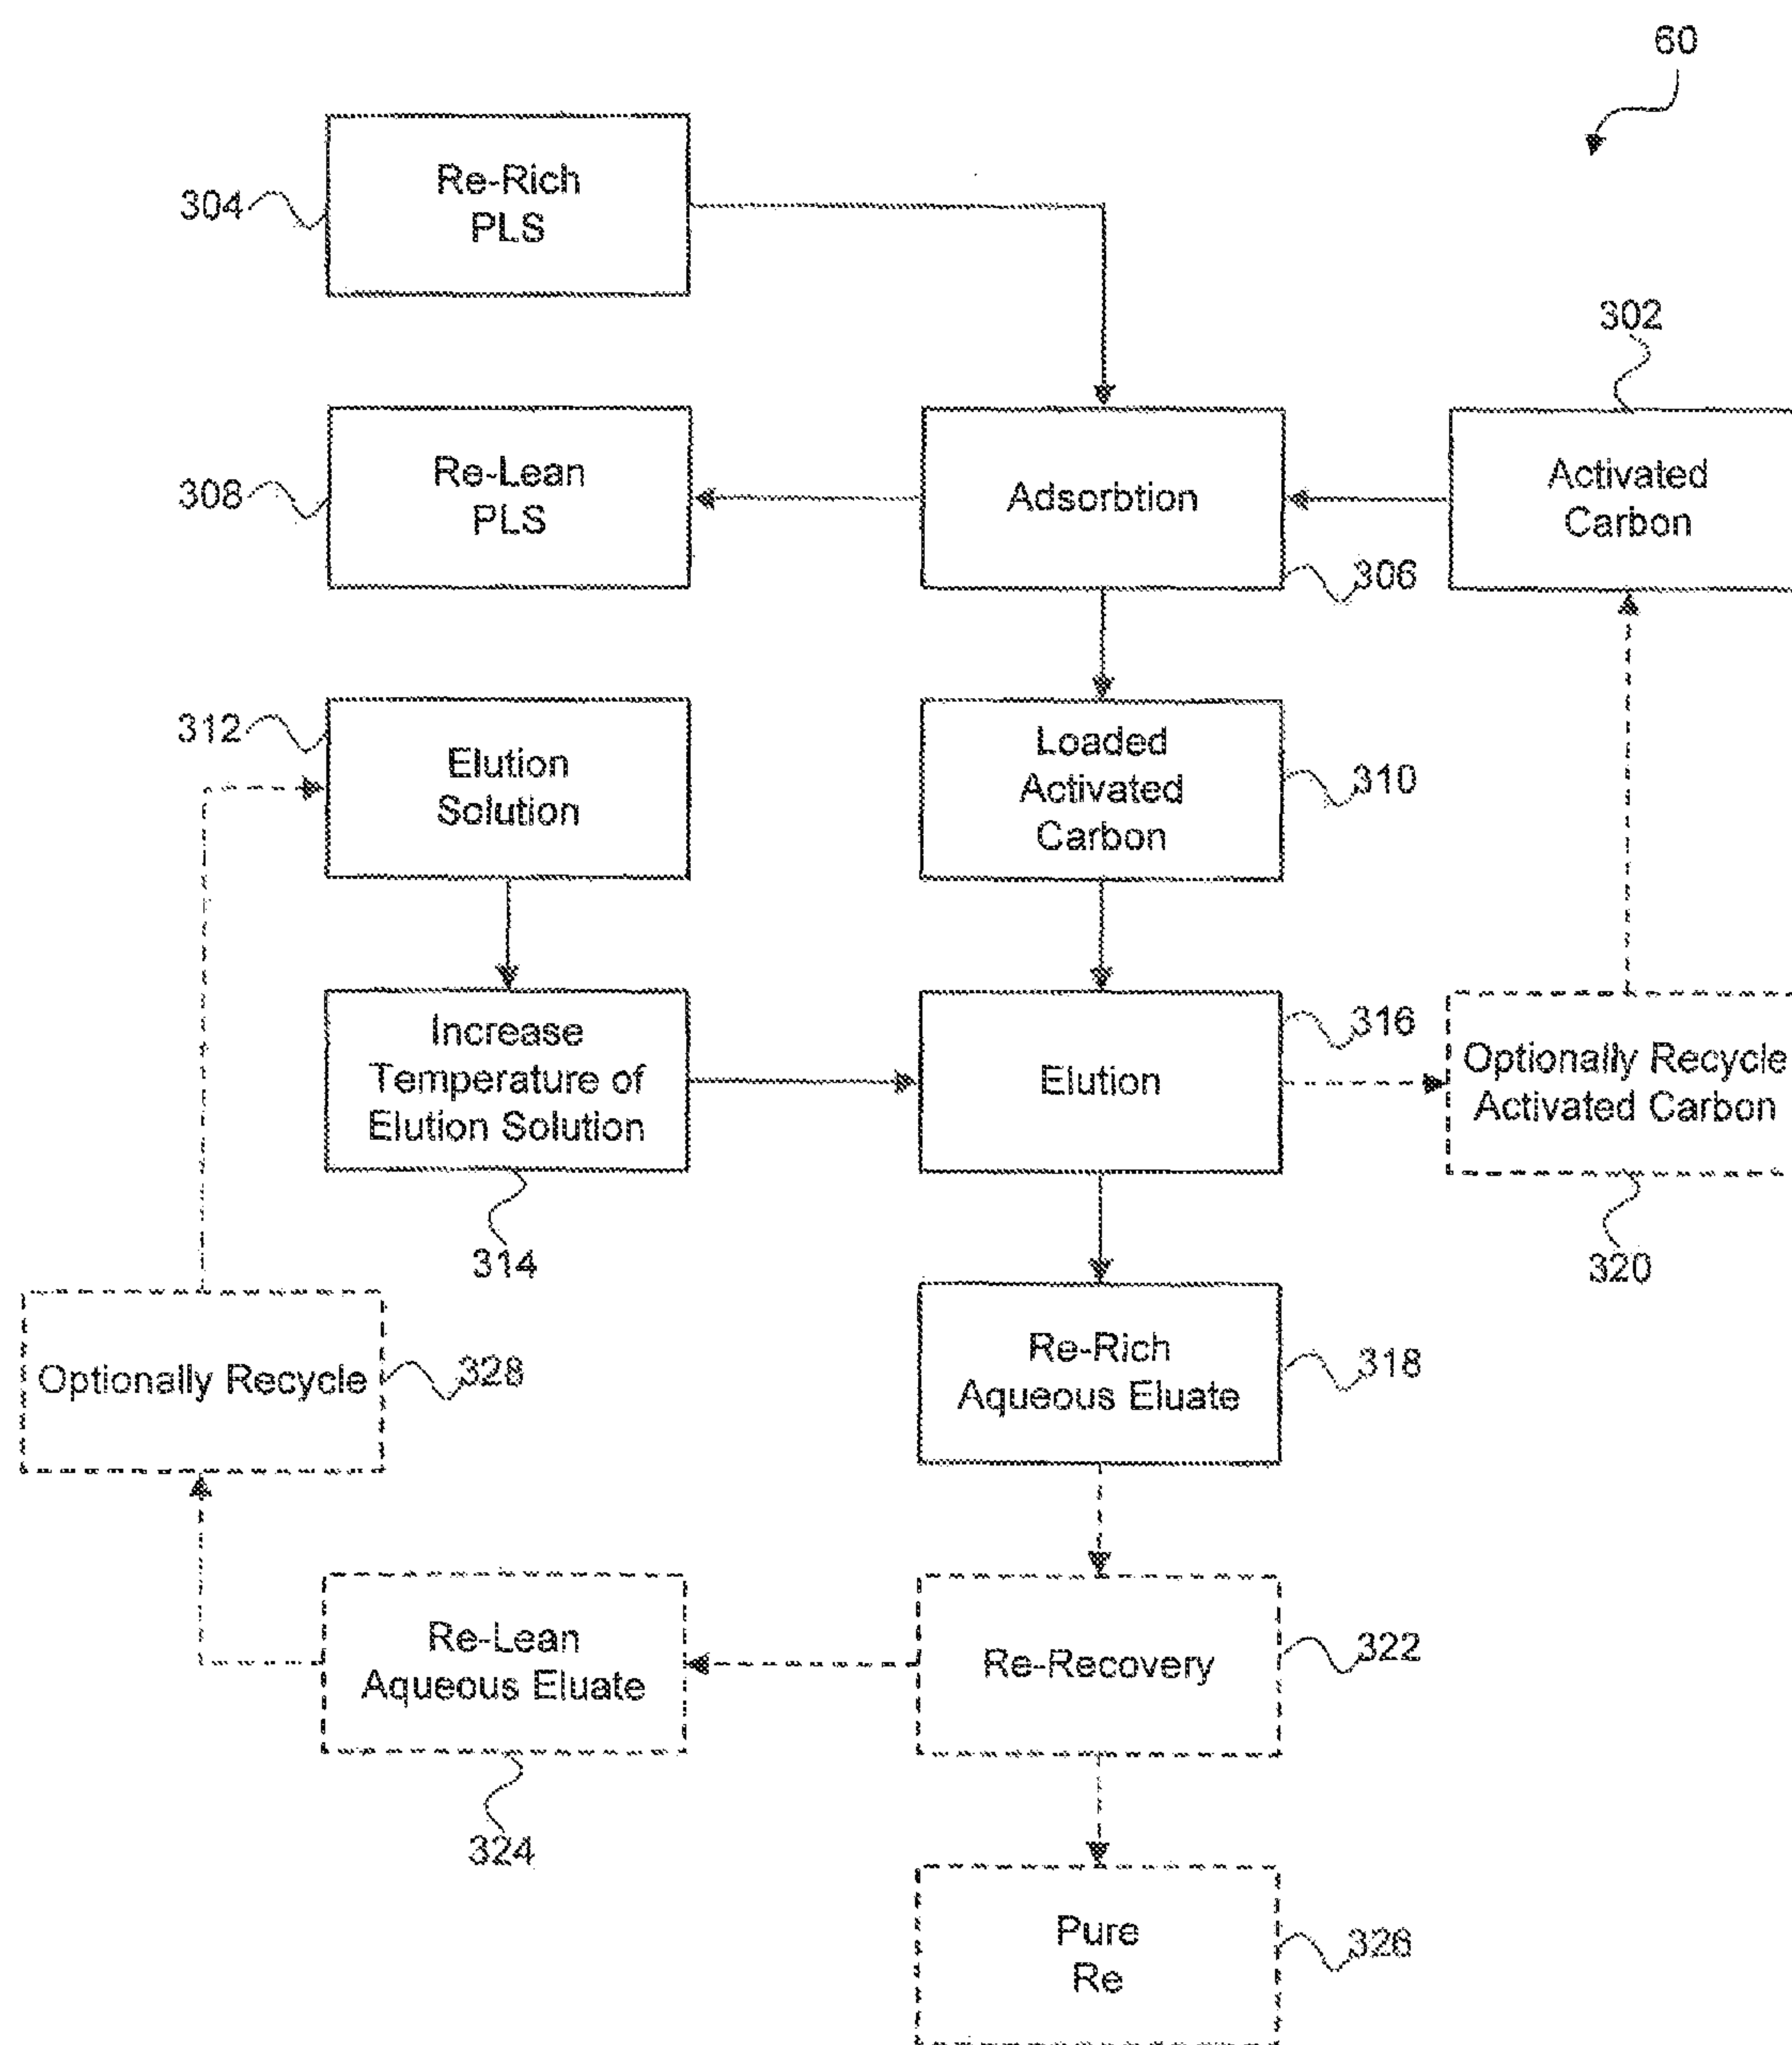 60
304
Re-Rich
PLS
302
308
Re-Lean
PLS
Adsorbtion
306
Activated
Carbon
312
Elution
Solution
Loaded
Activated
Carbon
310
Increase
Temperature of
Elution Solution
314
Elution
316
Optionally Recycle
Activated Carbon
320
Optionally Recycle
328
Re-Rich
Aqueous Eluate
318
Re-Lean
Aqueous Eluate
324
Re-Recovery
322
Pure
Re
326